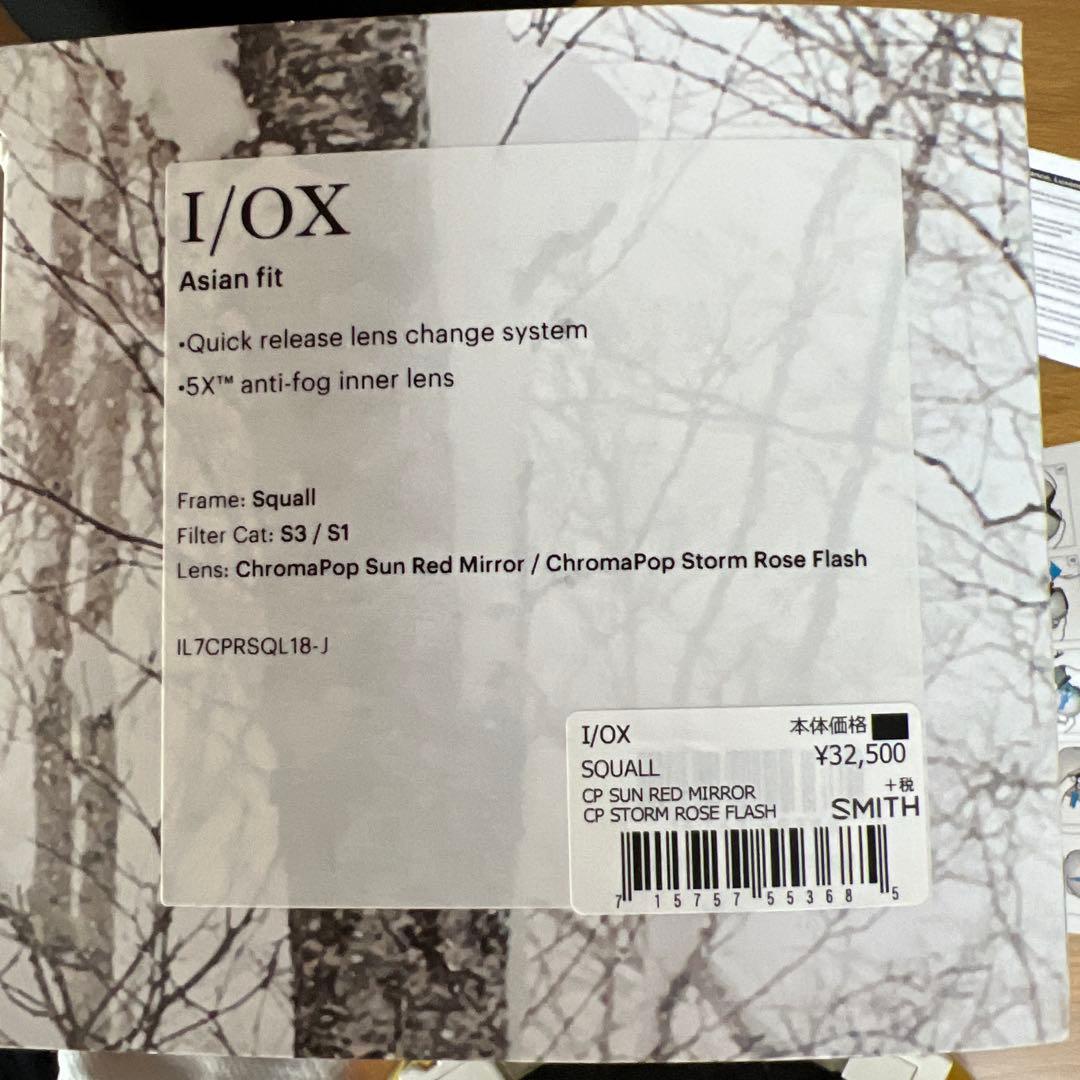 I/OX
Asian fit
•Quick release lens change system
•5X™ anti-fog inner lens
Frame: Squall
Filter Cat: S3 / S1
Lens: ChromaPop Sun Red Mirror / ChromaPop Storm Rose Flash
IL7CPRSQL18-J
I/OX
本体価格
¥32,500
SQUALL
+税
CP SUN RED MIRROR
SMITH
CP STORM ROSE FLASH
7 15757 55368 5